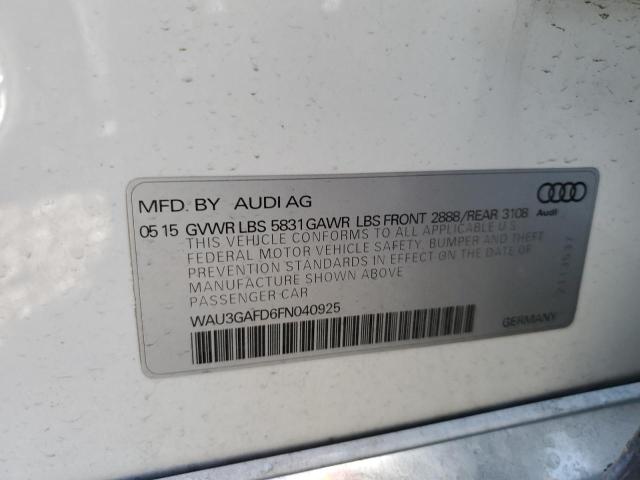 MFD. BY AUDI AG
Audi
05 15 GVWR LBS 5831 GAWR LBS FRONT 2888/REAR 3108
THIS VEHICLE CONFORMS TO ALL APPLICABLE U.S.
FEDERAL MOTOR VEHICLE SAFETY, BUMPER AND THEFT
PREVENTION STANDARDS IN EFFECT ON THE DATE OF
MANUFACTURE SHOWN ABOVE
PASSENGER CAR
WAU3GAFD6FN040925
GERMANY